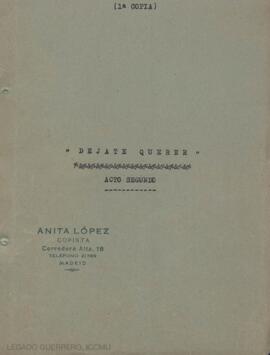 (1ª COPIA)
" DEJATE QUERER "
ACTO SEGUNDO
ANITA LÓPEZ
COPISTA
Corredera Alta, 18
MADRID
LEGADO GUERRERO, ICCMU